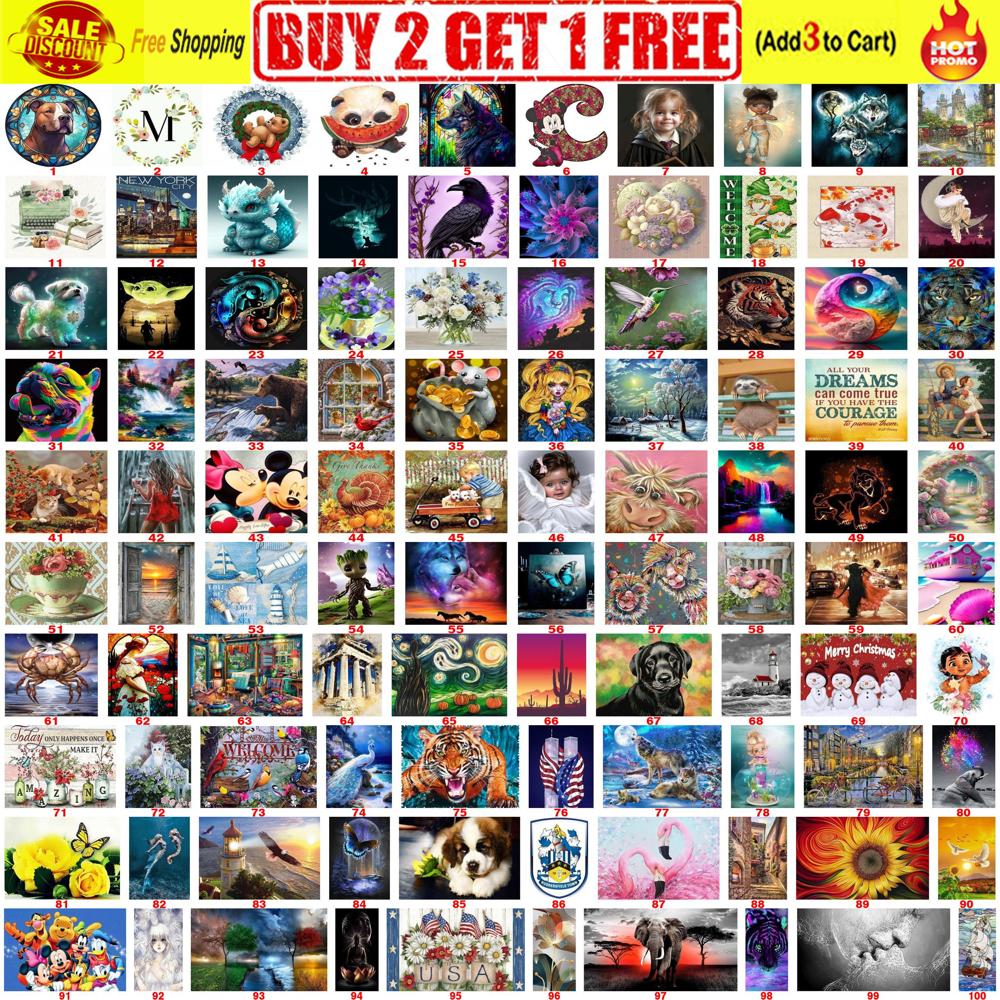 SALE
DISCOUNT
Free Shopping
BUY 2 GET 1 FREE
(Add 3 to Cart)
HOT
PROMO
M
C
1 2 3 4 5 6 7 8 9 10
NEW YORK
CITY
WELCOME
11 12 13 14 15 16 17 18 19 20
21 22 23 24 25 26 27 28 29 30
ALL YOUR
DREAMS
can come true
IF YOU HAVE THE
COURAGE
to pursue them.
31 32 33 34 35 36 37 38 39 40
Give Thanks
41 42 43 44 45 46 47 48 49 50
51 52 53 54 55 56 57 58 59 60
Merry Christmas
61 62 63 64 65 66 67 68 69 70
Today ONLY HAPPENS ONCE
MAKE IT
AMAZING
WELCOME
71 72 73 74 75 76 77 78 79 80
HUDDERSFIELD TOWN
81 82 83 84 85 86 87 88 89 90
USA
91 92 93 94 95 96 97 98 99 100